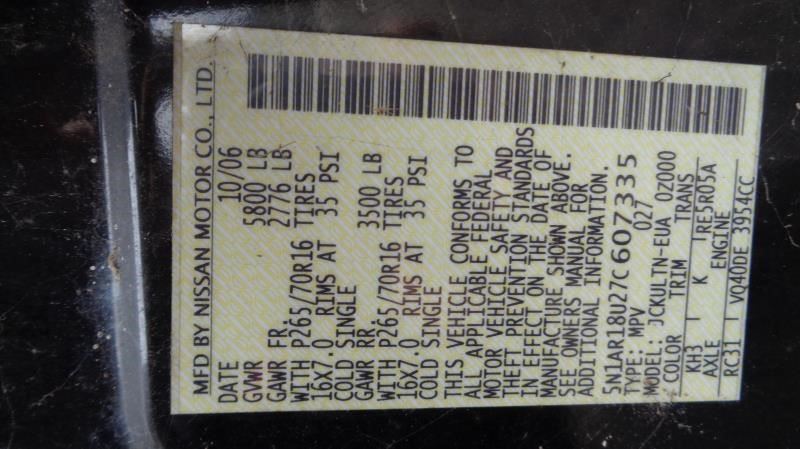 MFD BY NISSAN MOTOR CO., LTD.
DATE 10/06
GVWR 5800 LB
GAWR FR. 2776 LB
WITH P265/70R16 TIRES
16X7.0 RIMS AT 35 PSI
COLD SINGLE
GAWR RR. 3500 LB
WITH P265/70R16 TIRES
16X7.0 RIMS AT 35 PSI
COLD SINGLE
THIS VEHICLE CONFORMS TO
ALL APPLICABLE FEDERAL
MOTOR VEHICLE SAFETY AND
THEFT PREVENTION STANDARDS
IN EFFECT ON THE DATE OF
MANUFACTURE SHOWN ABOVE.
SEE OWNERS MANUAL FOR
ADDITIONAL INFORMATION.
5N1AR18U27C607335
TYPE: MPV 027
MODEL: JCKULTN-EUA 0Z000
COLOR TRIM TRANS
KH3 K RE5R05A
AXLE ENGINE
RC31 VQ40DE 3954CC